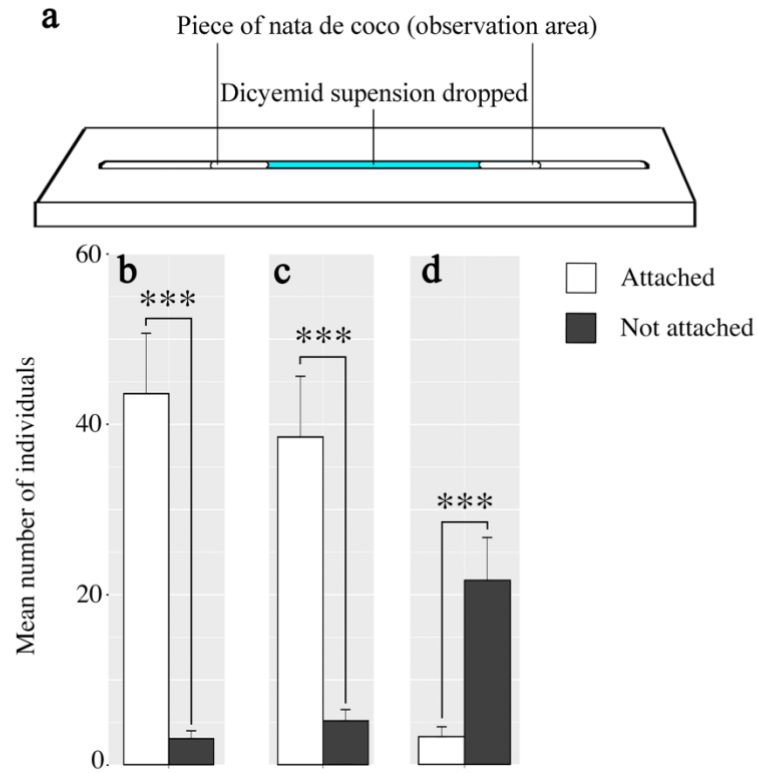 a
Piece of nata de coco (observation area)
Dicyemid supension dropped
Mean number of individuals
60
40
20
0
b
***
c
***
d
***
Attached
Not attached